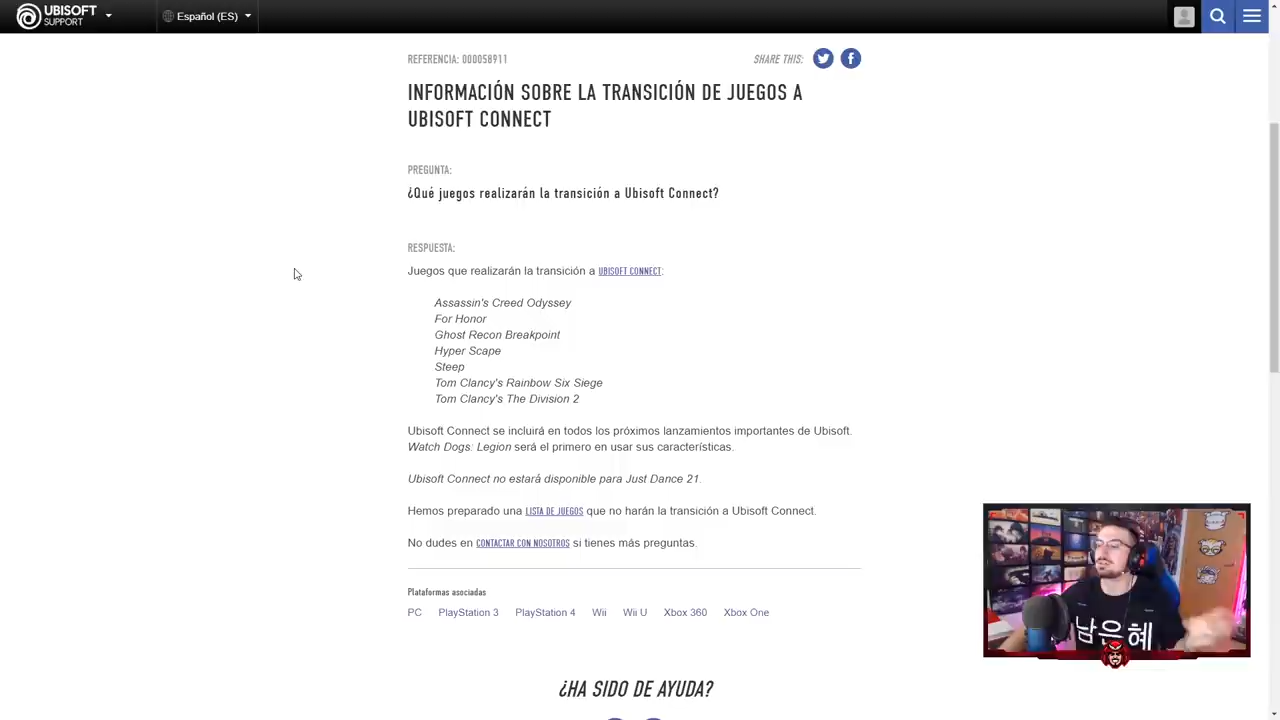 UBISOFT
SUPPORT
Español (ES)
REFERENCIA: 000058911
SHARE THIS:
INFORMACIÓN SOBRE LA TRANSICIÓN DE JUEGOS A
UBISOFT CONNECT
PREGUNTA:
¿Qué juegos realizarán la transición a Ubisoft Connect?
RESPUESTA:
Juegos que realizarán la transición a UBISOFT CONNECT:
Assassin's Creed Odyssey
For Honor
Ghost Recon Breakpoint
Hyper Scape
Steep
Tom Clancy's Rainbow Six Siege
Tom Clancy's The Division 2
Ubisoft Connect se incluirá en todos los próximos lanzamientos importantes de Ubisoft.
Watch Dogs: Legion será el primero en usar sus características.
Ubisoft Connect no estará disponible para Just Dance 21.
Hemos preparado una LISTA DE JUEGOS que no harán la transición a Ubisoft Connect.
No dudes en CONTACTAR CON NOSOTROS si tienes más preguntas.
Plataformas asociadas
PC PlayStation 3 PlayStation 4 Wii Wii U Xbox 360 Xbox One
남은혜
¿HA SIDO DE AYUDA?